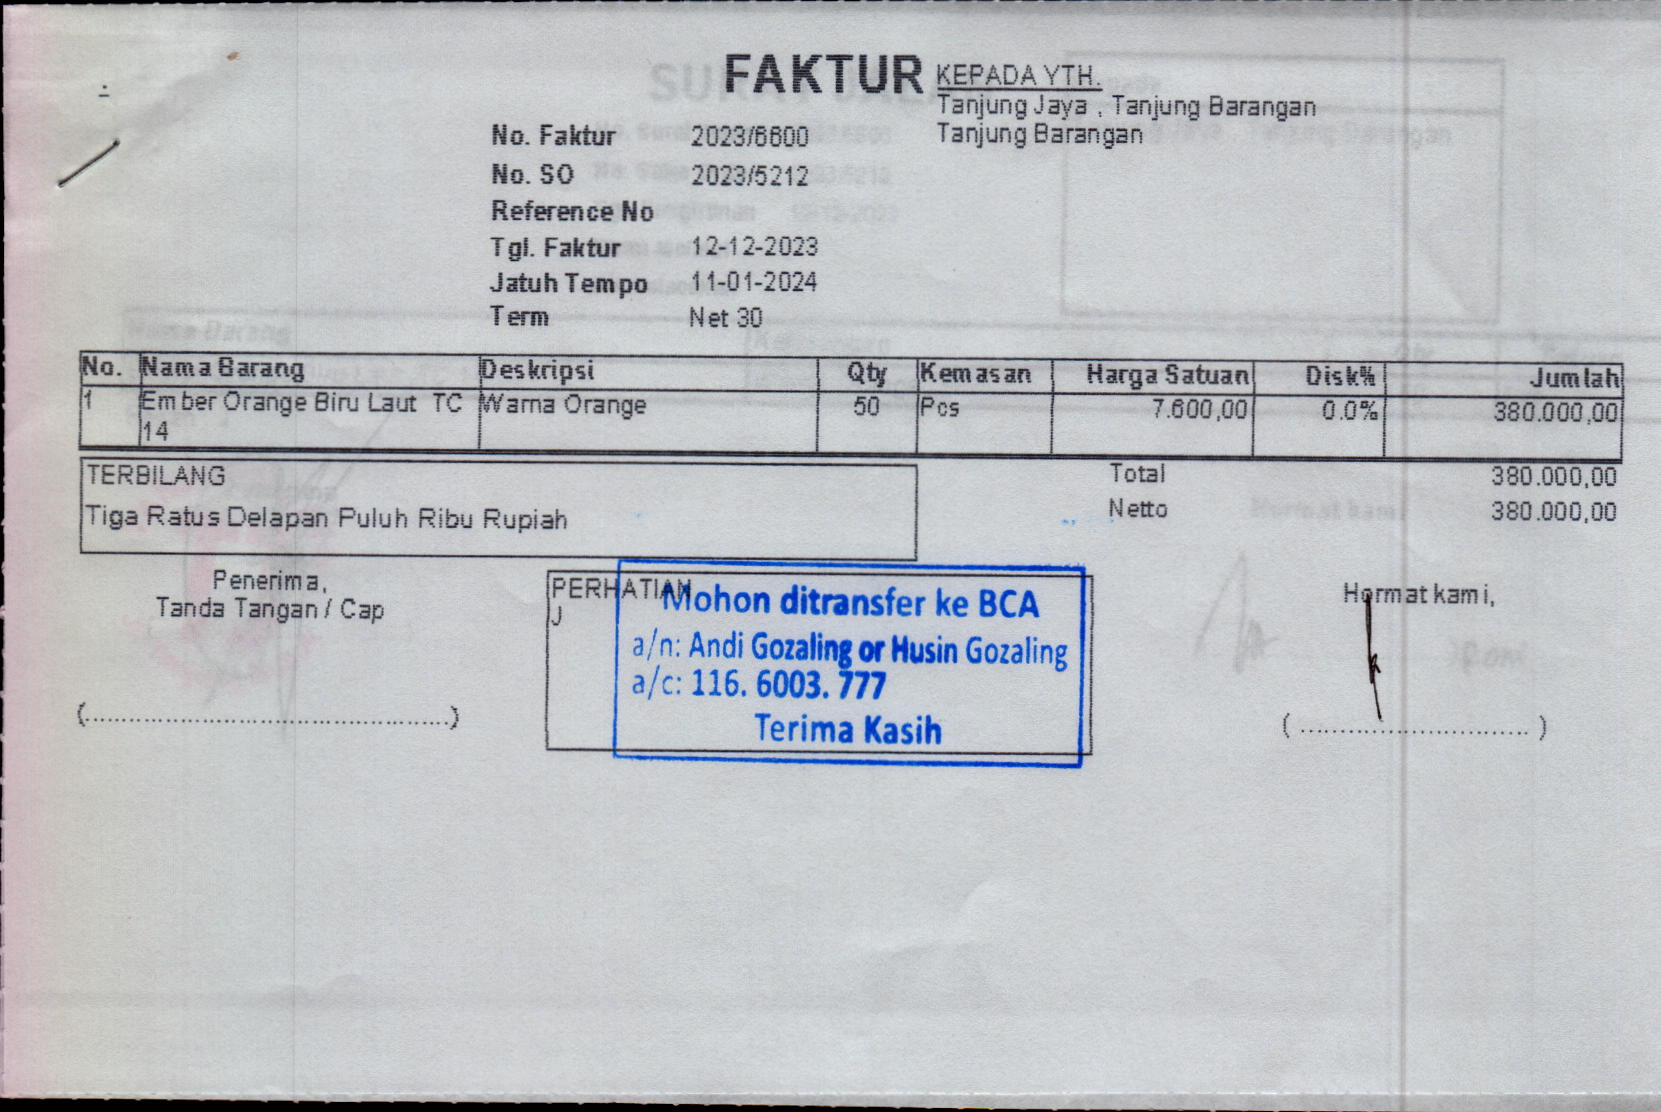 FAKTUR
KEPADA YTH.
Tanjung Jaya , Tanjung Barangan
Tanjung Barangan
No. Faktur 2023/6600
No. SO 2023/5212
Reference No
Tgl. Faktur 12-12-2023
Jatuh Tempo 11-01-2024
Term Net 30
No. Nama Barang Deskripsi Qty Kemasan Harga Satuan Disk% Jumlah
1 Ember Orange Biru Laut TC Warna Orange 50 Pcs 7.600,00 0.0% 380.000,00
14
TERBILANG
Tiga Ratus Delapan Puluh Ribu Rupiah
Total 380.000,00
Netto 380.000,00
Penerima,
Tanda Tangan / Cap
(................................................)
PERHATIAN
J
Mohon ditransfer ke BCA
a/n: Andi Gozaling or Husin Gozaling
a/c: 116. 6003. 777
Terima Kasih
Hormat kami,
( .............................. )